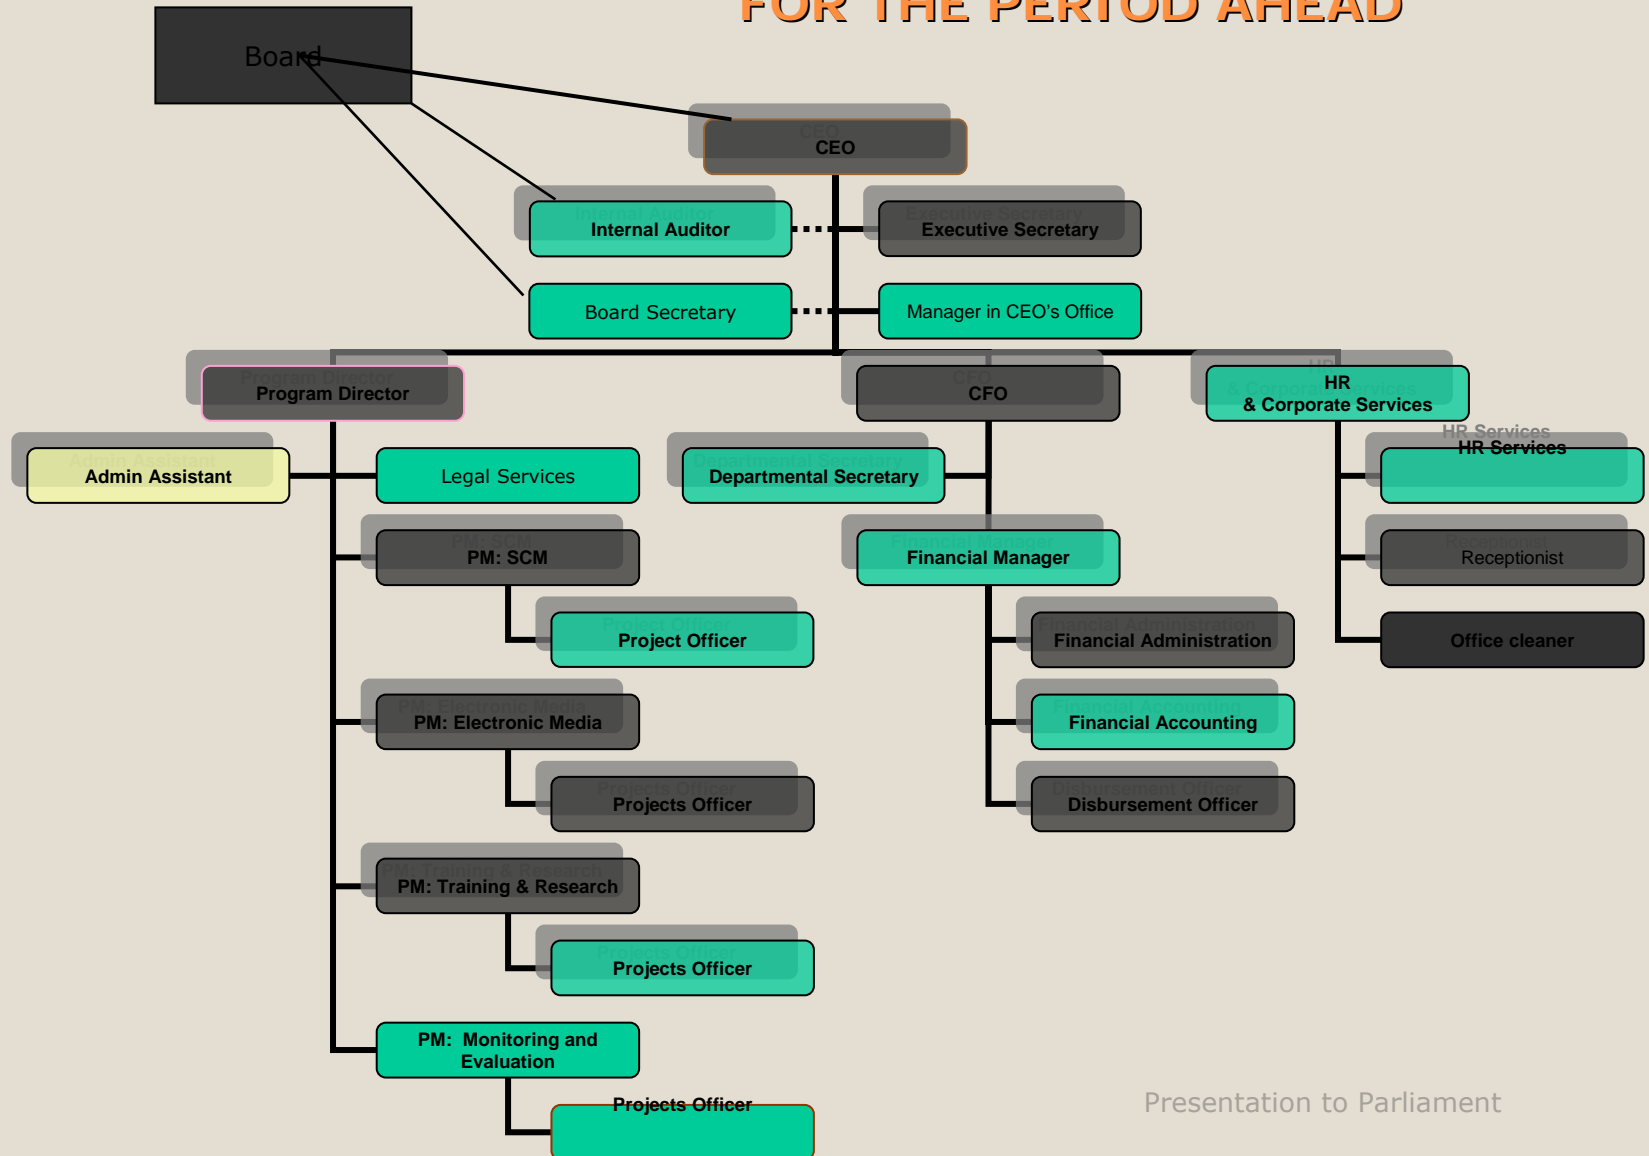 FOR THE PERIOD AHEAD
Board
CEO
Internal Auditor
Executive Secretary
Board Secretary
Manager in CEO's Office
Program Director
CFO
HR
& Corporate Services
Admin Assistant
Legal Services
Departmental Secretary
HR Services
PM: SCM
Financial Manager
Receptionist
Project Officer
Financial Administration
Office cleaner
PM: Electronic Media
Financial Accounting
Projects Officer
Disbursement Officer
PM: Training & Research
Projects Officer
PM:  Monitoring and
Evaluation
Projects Officer
Presentation to Parliament